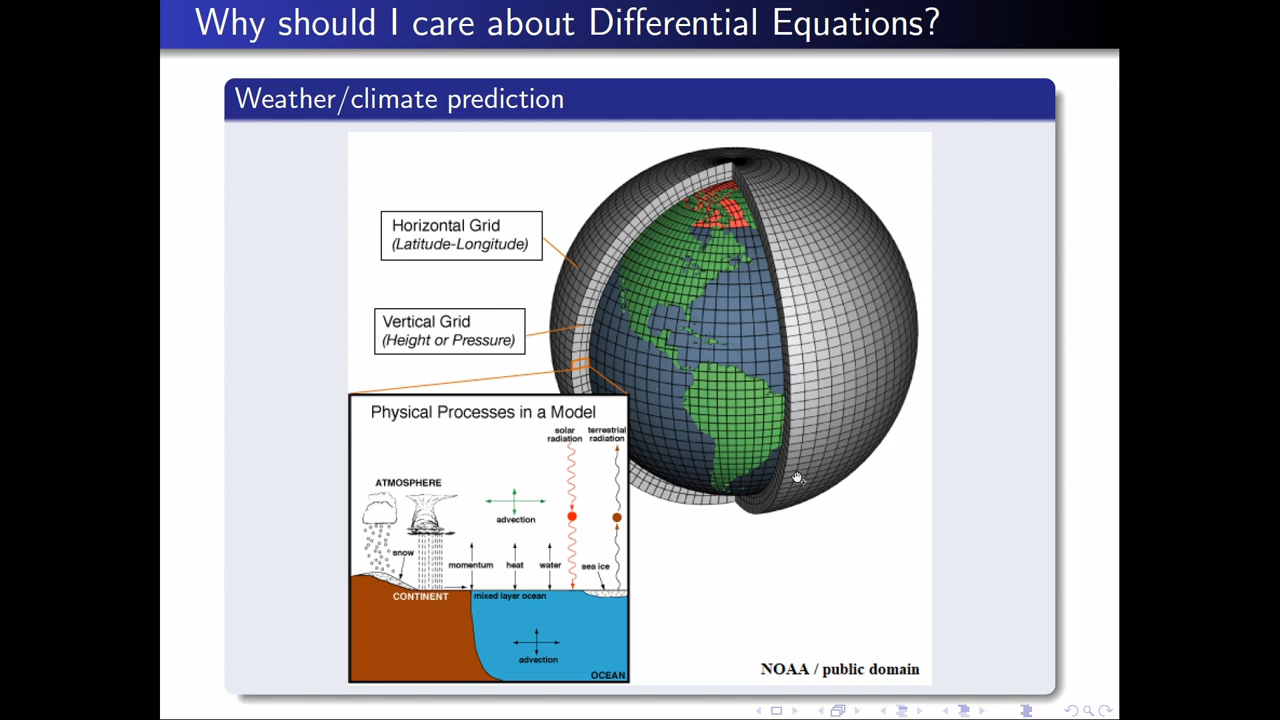 Why should I care about Differential Equations?
Weather/climate prediction
Horizontal Grid
(Latitude-Longitude)
Vertical Grid
(Height or Pressure)
Physical Processes in a Model
solar
radiation
terrestrial
radiation
ATMOSPHERE
advection
snow
momentum
heat
water
sea ice
CONTINENT
mixed layer ocean
advection
OCEAN
NOAA / public domain